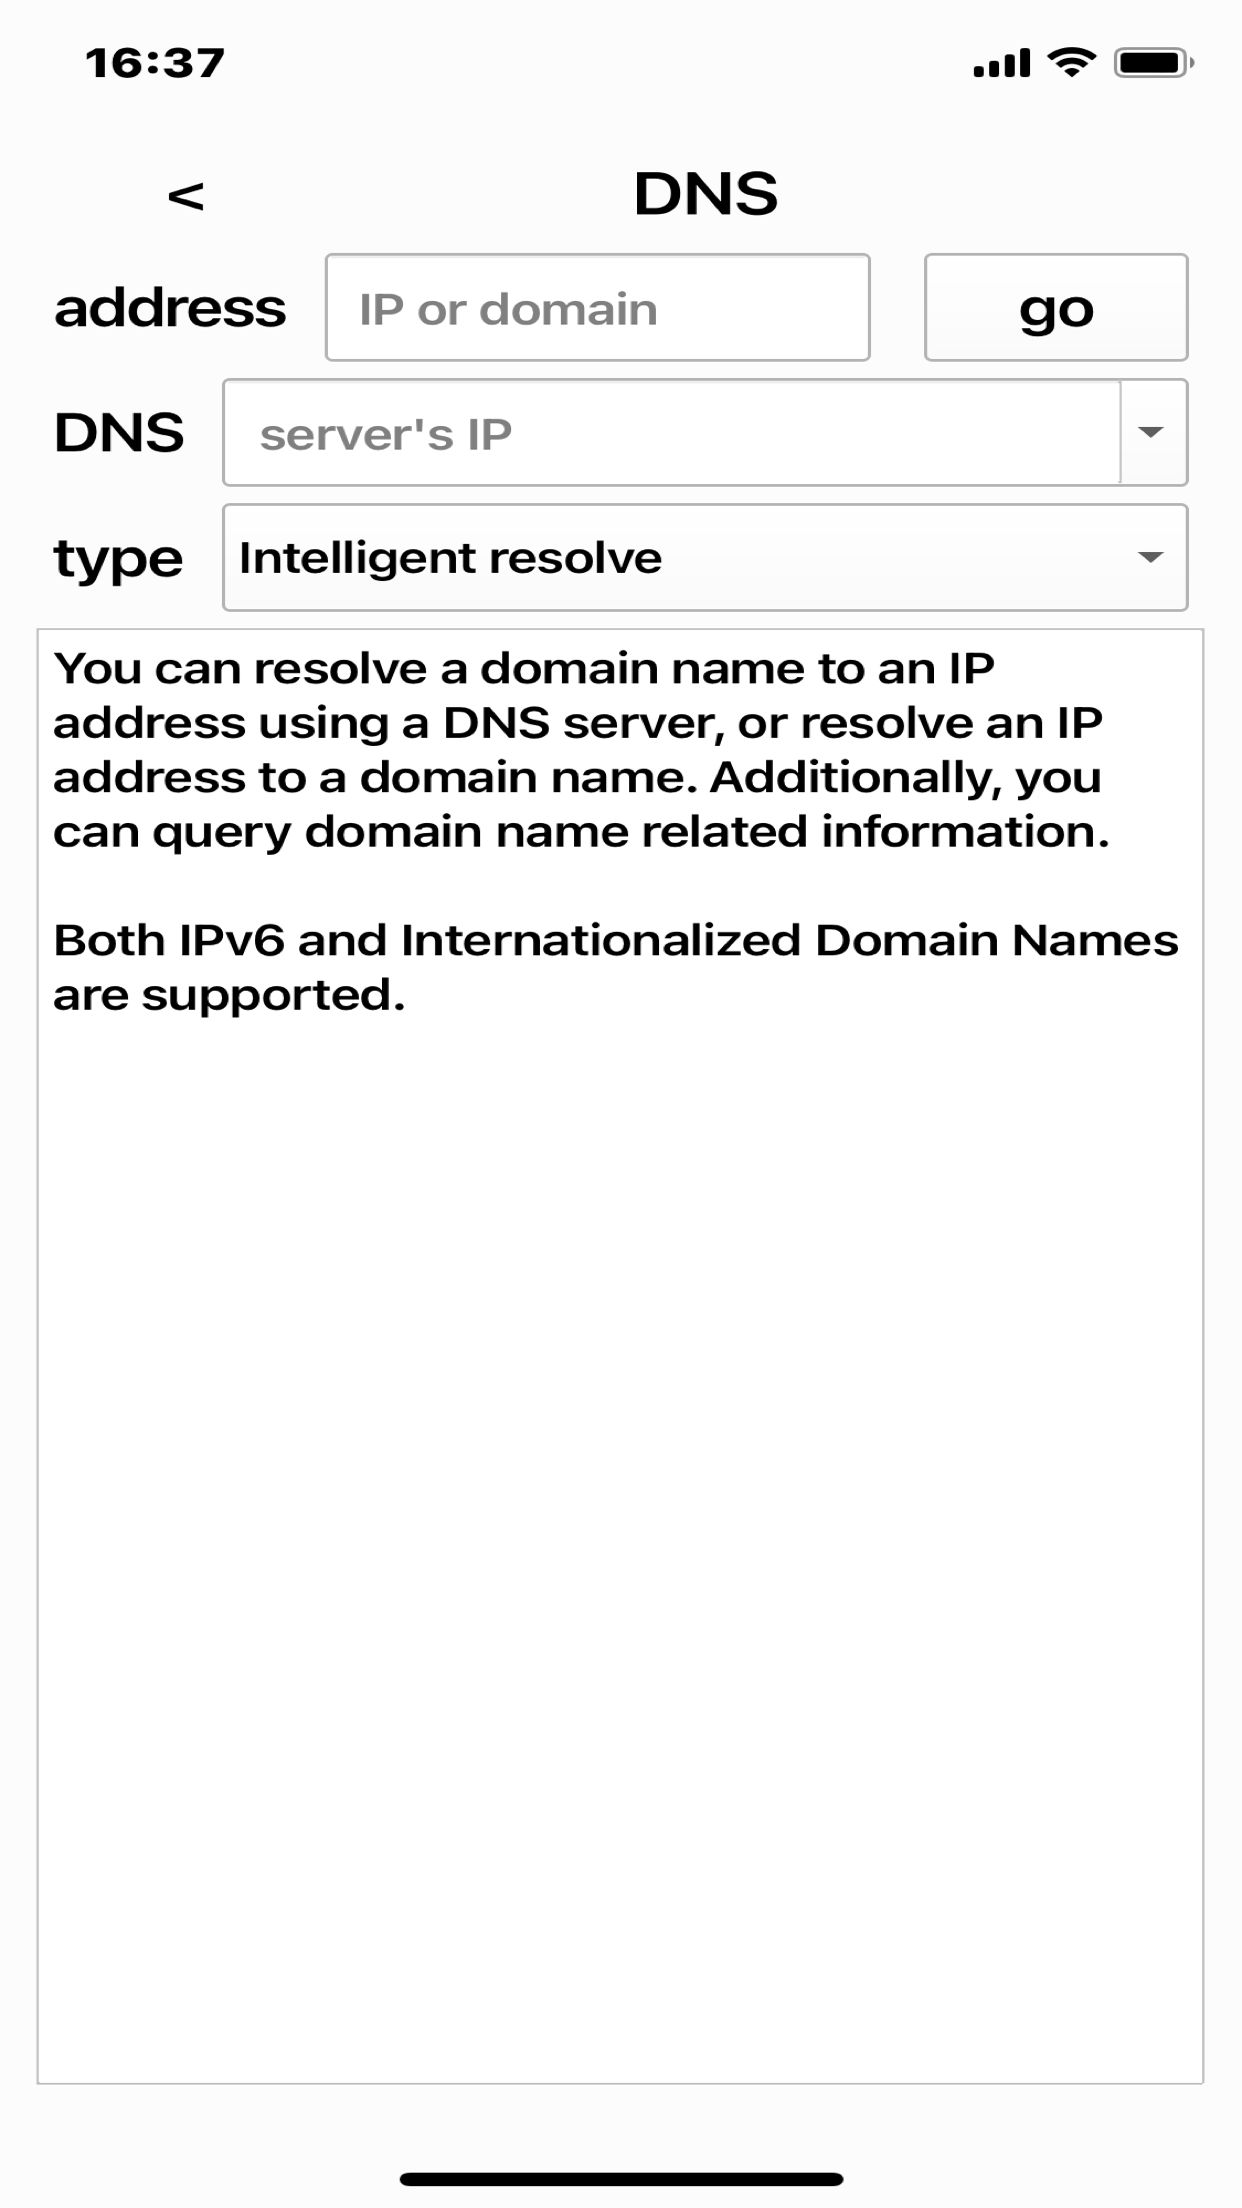 16:37
< DNS
address IP or domain go
DNS server's IP
type Intelligent resolve
You can resolve a domain name to an IP
address using a DNS server, or resolve an IP
address to a domain name. Additionally, you
can query domain name related information.
Both IPv6 and Internationalized Domain Names
are supported.